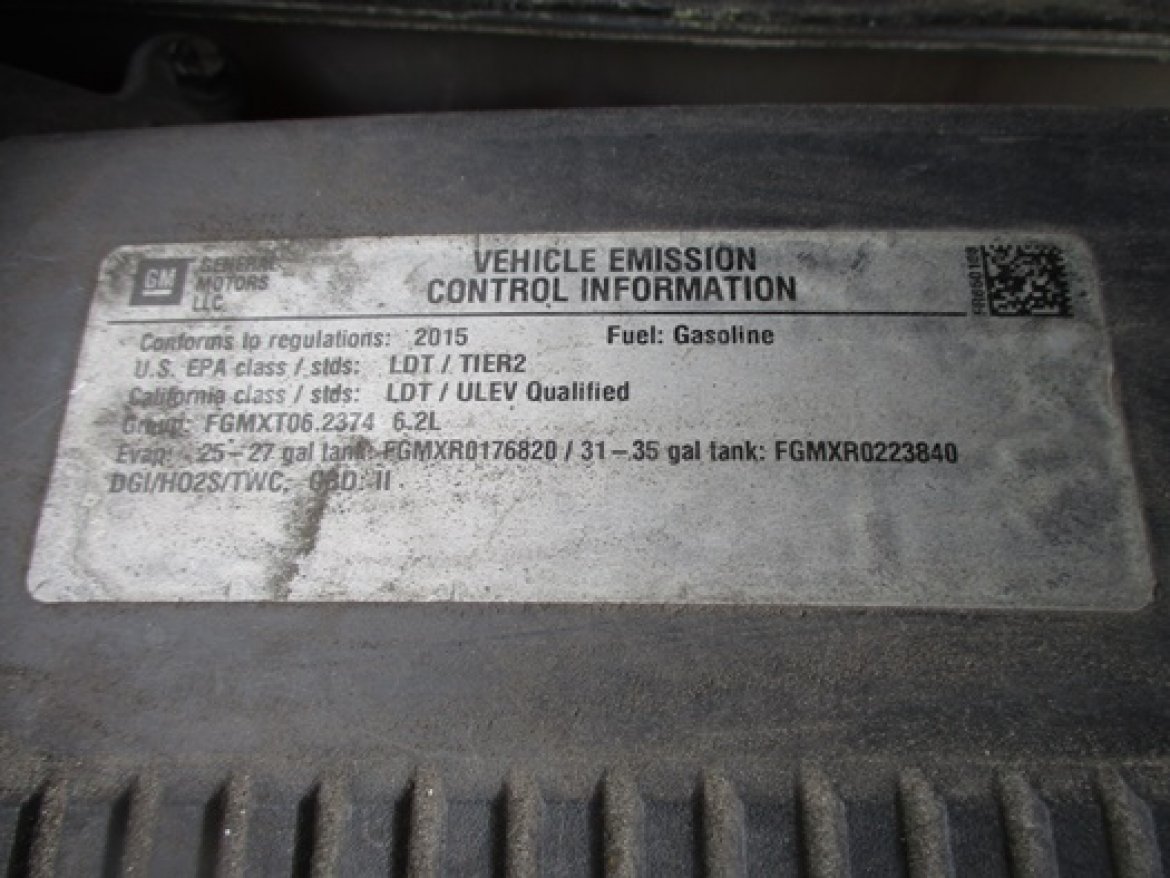 GM
GENERAL
MOTORS
LLC.
VEHICLE EMISSION
CONTROL INFORMATION
Conforms to regulations: 2015 Fuel: Gasoline
U.S. EPA class / stds: LDT / TIER2
California class / stds: LDT / ULEV Qualified
Group: FGMXT06.2374 6.2L
Evap: 25–27 gal tank: FGMXR0176820 / 31–35 gal tank: FGMXR0223840
DGI/HO2S/TWC, OBD: II